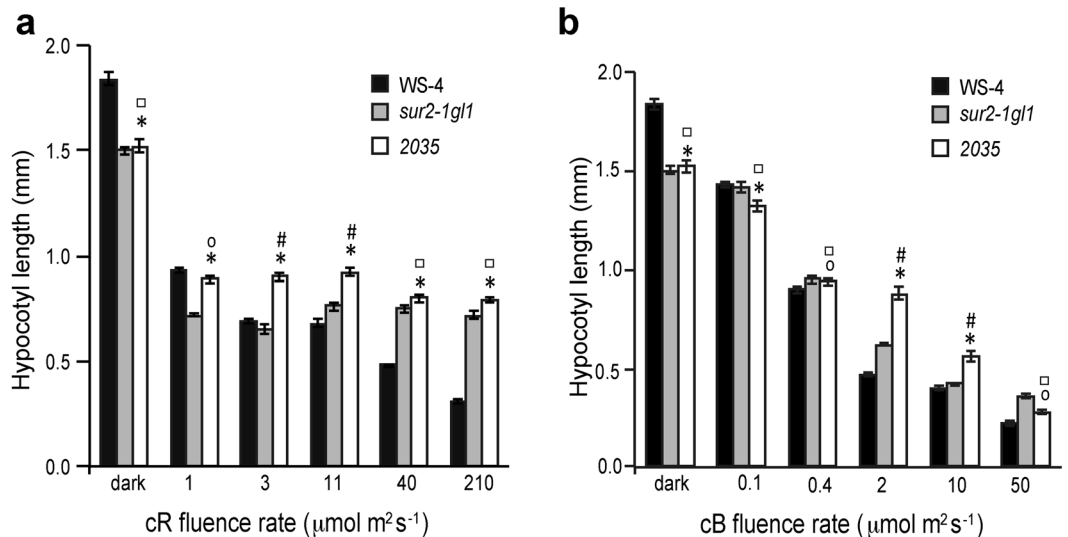 a
2.0
1.5
1.0
0.5
0.0
Hypocotyl length (mm)
WS-4
sur2-1gl1
2035
□
*
o
*
#
*
#
*
□
*
□
*
dark 1 3 11 40 210
cR fluence rate (μmol m² s⁻¹)
b
2.0
1.5
1.0
0.5
0.0
Hypocotyl length (mm)
WS-4
sur2-1gl1
2035
□
*
□
*
□
o
#
*
#
*
□
o
dark 0.1 0.4 2 10 50
cB fluence rate (μmol m² s⁻¹)